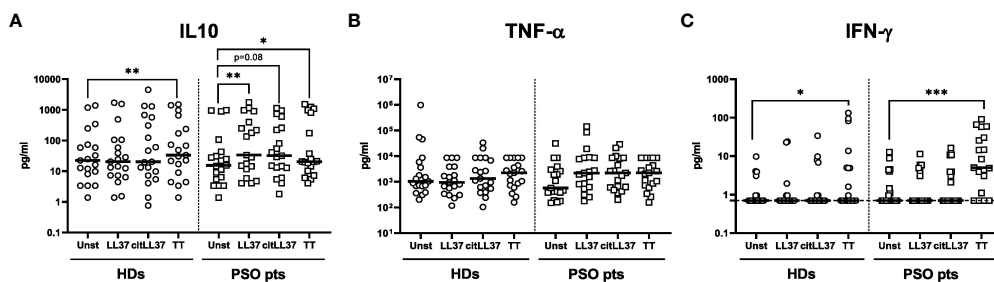 A
IL10
pg/ml
10000
1000
100
10
1
0.1
**
*
p=0.08
**
Unst LL37 citLL37 TT
Unst LL37 citLL37 TT
HDs
PSO pts
B
TNF-α
pg/ml
10⁷
10⁶
10⁵
10⁴
10³
10²
10¹
Unst LL37 citLL37 TT
Unst LL37 citLL37 TT
HDs
PSO pts
C
IFN-γ
pg/ml
1000
100
10
1
0.1
*
***
Unst LL37 citLL37 TT
Unst LL37 citLL37 TT
HDs
PSO pts